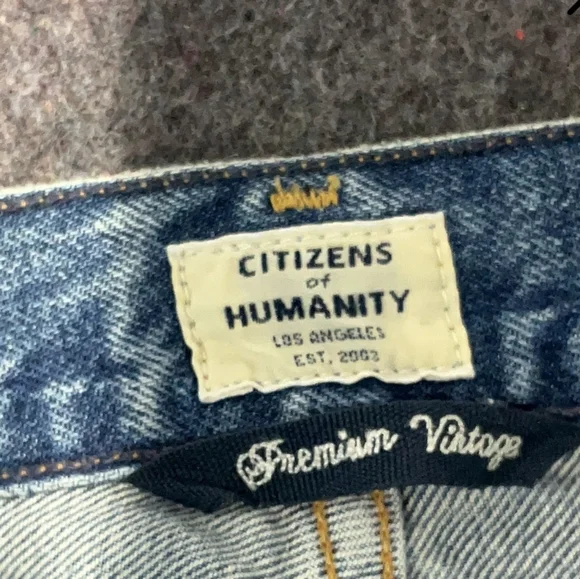 CITIZENS
of
HUMANITY
LOS ANGELES
EST. 2003
Premium Vintage